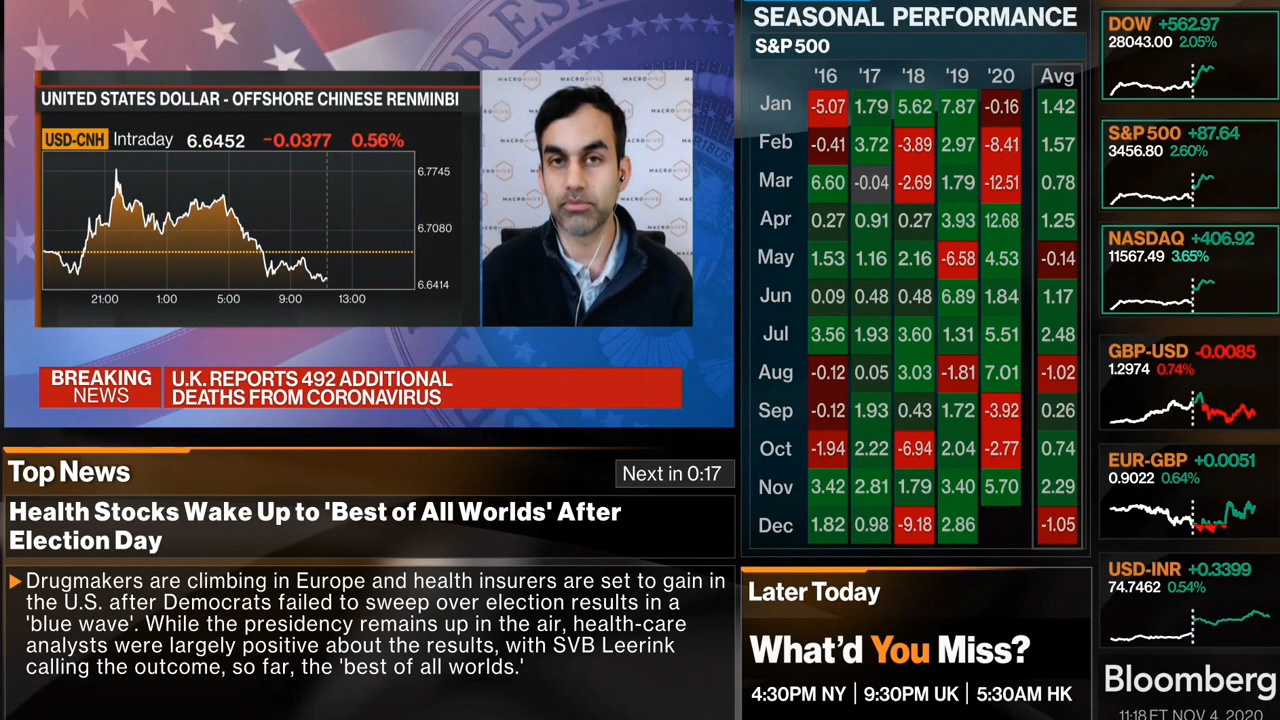 UNITED STATES DOLLAR - OFFSHORE CHINESE RENMINBI
USD-CNH Intraday 6.6452 -0.0377 0.56%
6.7745
6.7080
6.6414
21:00 1:00 5:00 9:00 13:00
MACROHIVE
BREAKING NEWS
U.K. REPORTS 492 ADDITIONAL
DEATHS FROM CORONAVIRUS
Top News
Next in 0:17
Health Stocks Wake Up to 'Best of All Worlds' After
Election Day
Drugmakers are climbing in Europe and health insurers are set to gain in
the U.S. after Democrats failed to sweep over election results in a
'blue wave'. While the presidency remains up in the air, health-care
analysts were largely positive about the results, with SVB Leerink
calling the outcome, so far, the 'best of all worlds.'
SEASONAL PERFORMANCE
S&P 500
'16 '17 '18 '19 '20 Avg
Jan -5.07 1.79 5.62 7.87 -0.16 1.42
Feb -0.41 3.72 -3.89 2.97 -8.41 1.57
Mar 6.60 -0.04 -2.69 1.79 -12.51 0.78
Apr 0.27 0.91 0.27 3.93 12.68 1.25
May 1.53 1.16 2.16 -6.58 4.53 -0.14
Jun 0.09 0.48 0.48 6.89 1.84 1.17
Jul 3.56 1.93 3.60 1.31 5.51 2.48
Aug -0.12 0.05 3.03 -1.81 7.01 -1.02
Sep -0.12 1.93 0.43 1.72 -3.92 0.26
Oct -1.94 2.22 -6.94 2.04 -2.77 0.74
Nov 3.42 2.81 1.79 3.40 5.70 2.29
Dec 1.82 0.98 -9.18 2.86 -1.05
Later Today
What'd You Miss?
4:30PM NY | 9:30PM UK | 5:30AM HK
DOW +562.97
28043.00 2.05%
S&P 500 +87.64
3456.80 2.60%
NASDAQ +406.92
11567.49 3.65%
GBP-USD -0.0085
1.2974 0.74%
EUR-GBP +0.0051
0.9022 0.64%
USD-INR +0.3399
74.7462 0.54%
Bloomberg
11:18 ET NOV 4, 2020